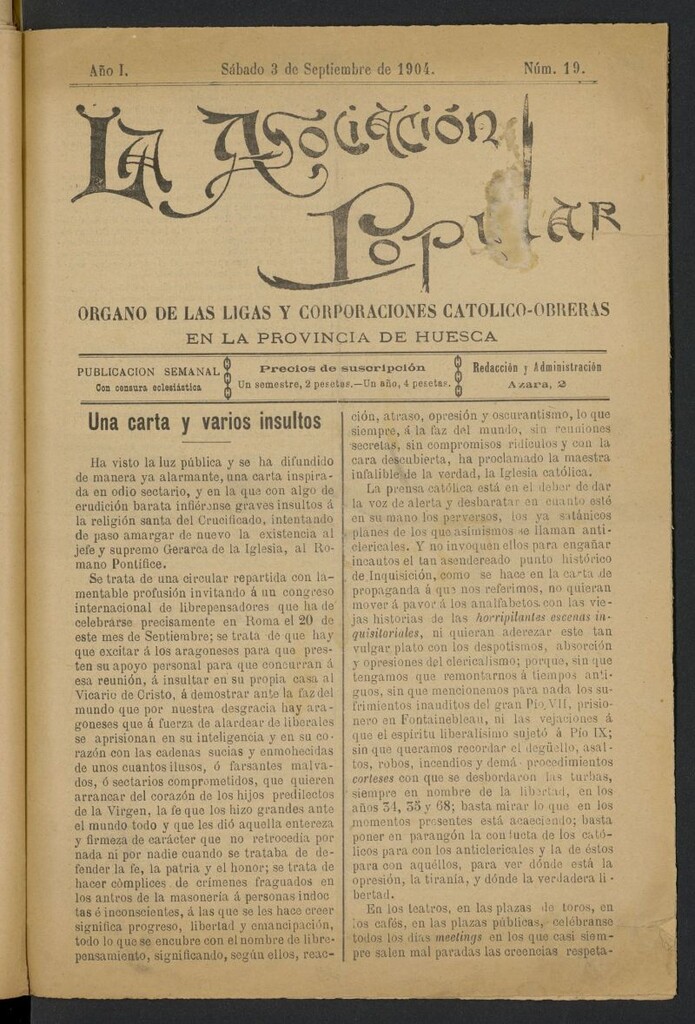 Año I.
Sábado 3 de Septiembre de 1904.
Núm. 19.
LA Asociación
Popular
ORGANO DE LAS LIGAS Y CORPORACIONES CATOLICO-OBRERAS
EN LA PROVINCIA DE HUESCA
PUBLICACION SEMANAL
Con censura eclesiástica
Precios de suscripción
Un semestre, 2 pesetas.—Un año, 4 pesetas.
Redacción y Administración
Azara, 2
Una carta y varios insultos
Ha visto la luz pública y se ha difundido
de manera ya alarmante, una carta inspira-
da en odio sectario, y en la que con algo de
erudición barata infiérense graves insultos á
la religión santa del Crucificado, intentando
de paso amargar de nuevo la existencia al
jefe y supremo Gerarca de la Iglesia, al Ro-
mano Pontífice.
Se trata de una circular repartida con la-
mentable profusión invitando á un congreso
internacional de librepensadores que ha de
celebrarse precisamente en Roma el 20 de
este mes de Septiembre; se trata de que hay
que excitar á los aragoneses para que pres-
ten su apoyo personal para que concurran á
esa reunión, á insultar en su propia casa al
Vicario de Cristo, á demostrar ante la faz del
mundo que por nuestra desgracia hay ara-
goneses que á fuerza de alardear de liberales
se aprisionan en su inteligencia y en su co-
razón con las cadenas sucias y enmohecidas
de unos cuantos ilusos, ó farsantes malva-
dos, ó sectarios comprometidos, que quieren
arrancar del corazón de los hijos predilectos
de la Virgen, la fe que los hizo grandes ante
el mundo todo y que les dió aquella entereza
y firmeza de carácter que no retrocedia por
nada ni por nadie cuando se trataba de de-
fender la fe, la patria y el honor; se trata de
hacer cómplices de crímenes fraguados en
los antros de la masonería á personas indoc
tas é inconscientes, á las que se les hace creer
significa progreso, libertad y emancipación,
todo lo que se encubre con el nombre de libre-
pensamiento, significando, según ellos, reac-
ción, atraso, opresión y oscurantismo, lo que
siempre, á la faz del mundo, sin reuniones
secretas, sin compromisos ridículos y con la
cara descubierta, ha proclamado la maestra
infalible de la verdad, la Iglesia católica.
La prensa católica está en el deber de dar
la voz de alerta y desbaratar en cuanto esté
en su mano los perversos, los ya satánicos
planes de los que asimismos se llaman anti-
clericales. Y no invoquen ellos para engañar
incautos el tan asendereado punto histórico
de Inquisición, como se hace en la carta de
propaganda á que nos referimos, no quieran
mover á pavor á los analfabetos con las vie-
jas historias de las horripilantes escenas in-
quisitoriales, ni quieran aderezar este tan
vulgar plato con los despotismos, absorción
y opresiones del clericalismo; porque, sin que
tengamos que remontarnos á tiempos anti-
guos, sin que mencionemos para nada los su-
frimientos inauditos del gran Pío VII, prisio-
nero en Fontainebleau, ni las vejaciones á
que el espíritu liberalísimo sujetó á Pío IX;
sin que queramos recordar el degüello, asal-
tos, robos, incendios y demá procedimientos
corteses con que se desbordaron las turbas,
siempre en nombre de la libertad, en los
años 34, 35 y 68; basta mirar lo que en los
momentos presentes está acaeciendo; basta
poner en parangón la conducta de los cató-
licos para con los anticlericales y la de éstos
para con aquéllos, para ver dónde está la
opresión, la tiranía, y dónde la verdadera li-
bertad.
En los teatros, en las plazas de toros, en
los cafés, en las plazas públicas, celébranse
todos los días meetings en los que casi siem-
pre salen mal paradas las creencias respeta-